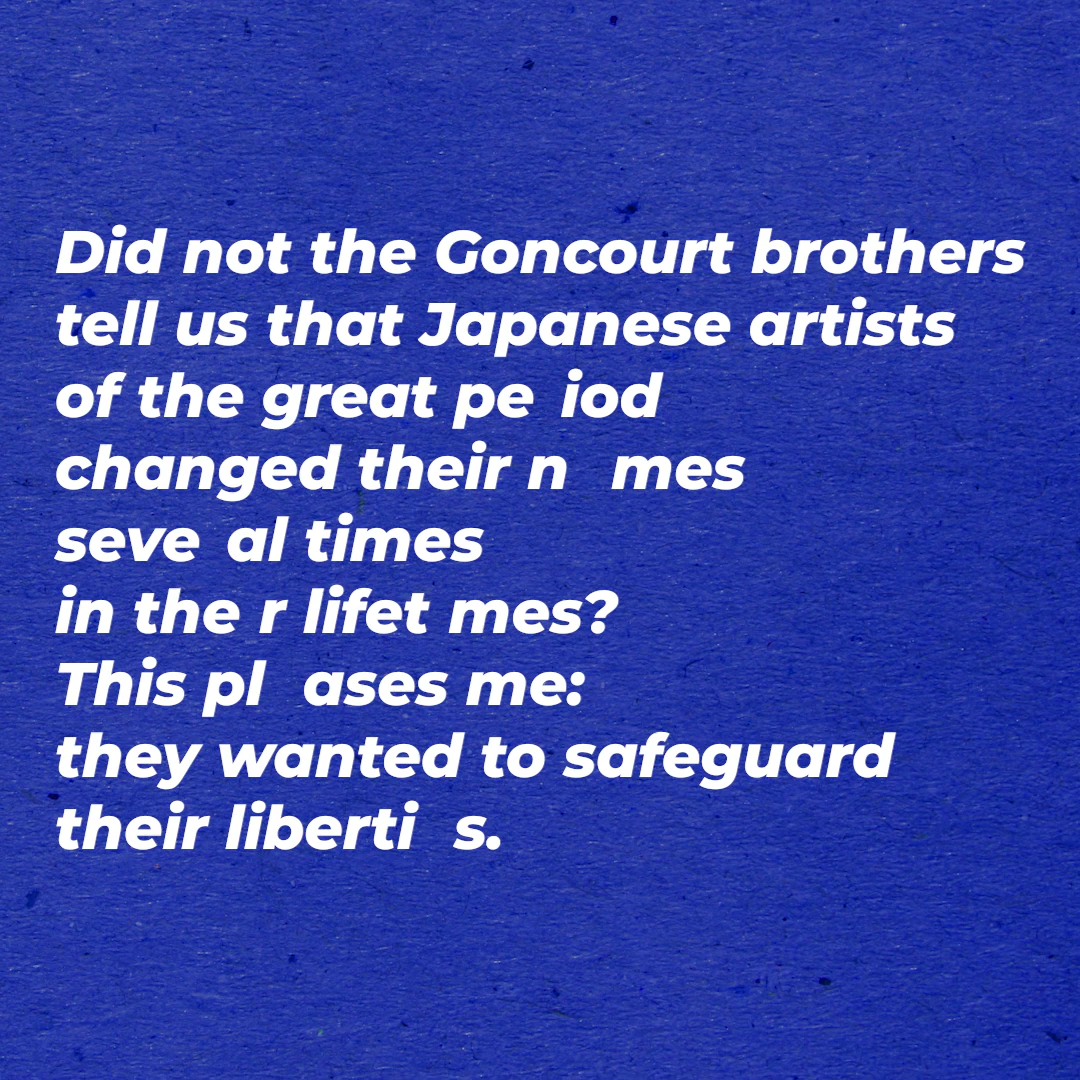 Did not the Goncourt brothers
tell us that Japanese artists
of the great pe iod
changed their n mes
seve al times
in the r lifet mes?
This pl ases me:
they wanted to safeguard
their liberti s.